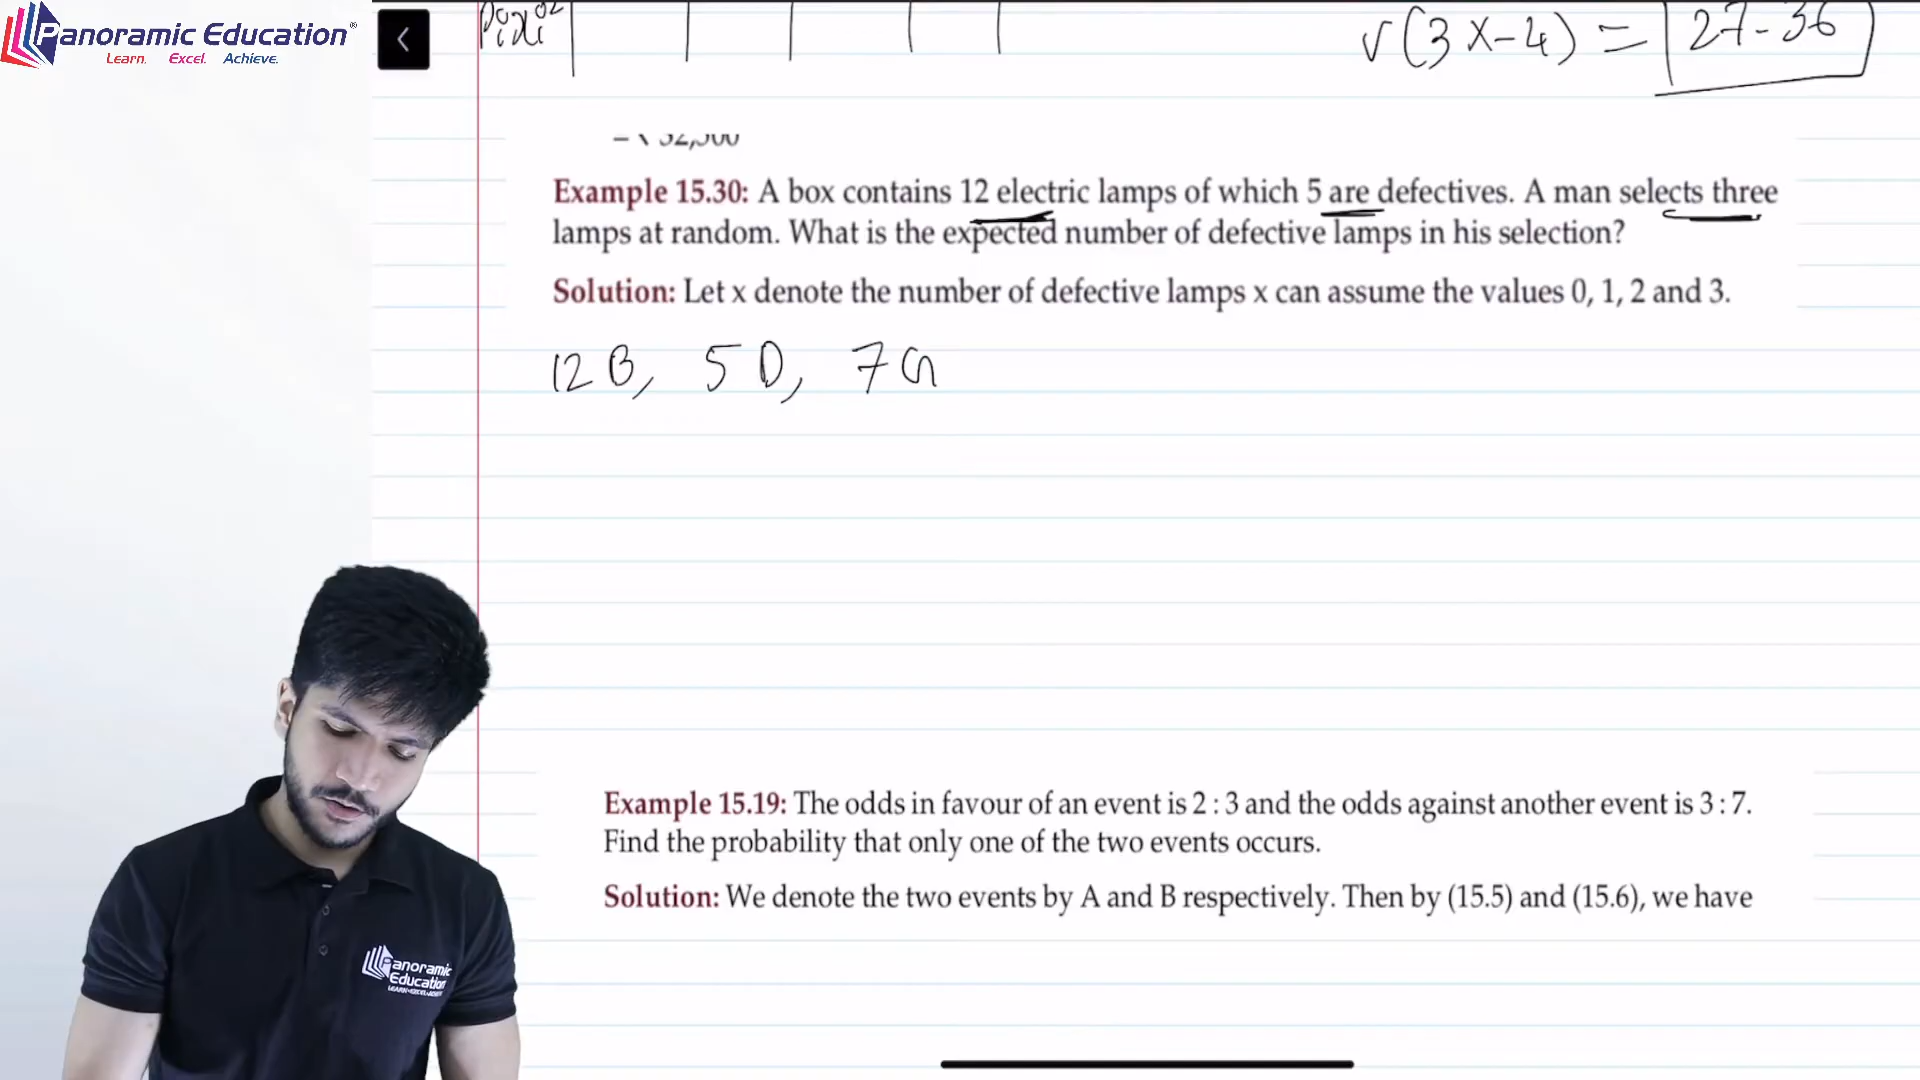 Panoramic Education®
Learn. Excel. Achieve.
Pixi²
V(3x-4) = 27-36
Example 15.30: A box contains 12 electric lamps of which 5 are defectives. A man selects three
lamps at random. What is the expected number of defective lamps in his selection?
Solution: Let x denote the number of defective lamps x can assume the values 0, 1, 2 and 3.
12 B, 5 D, 7 G
Example 15.19: The odds in favour of an event is 2 : 3 and the odds against another event is 3 : 7.
Find the probability that only one of the two events occurs.
Solution: We denote the two events by A and B respectively. Then by (15.5) and (15.6), we have
Panoramic
Education